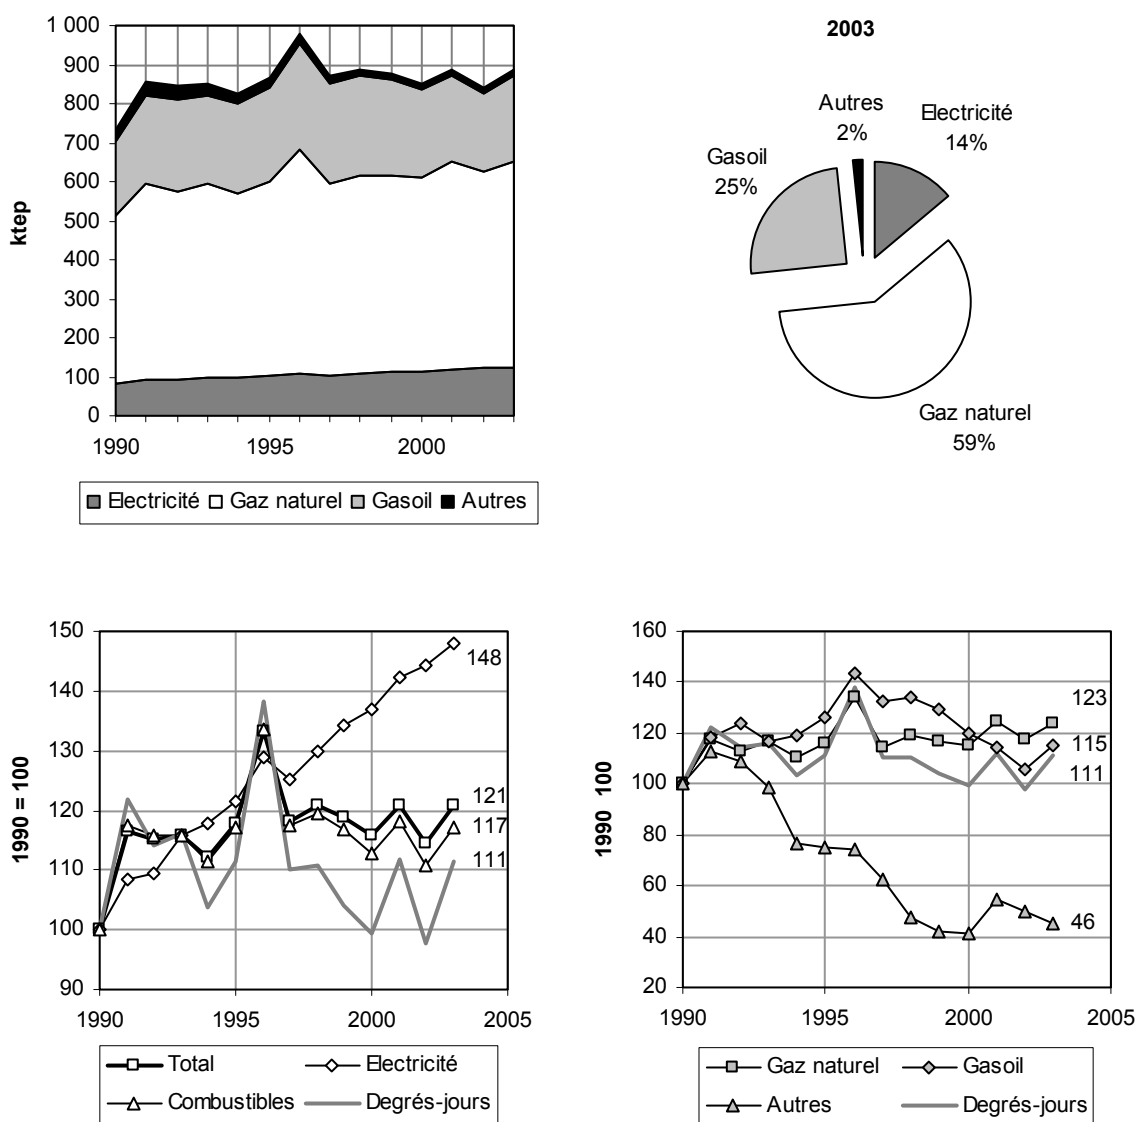 1 000
900
800
700
600
500
400
300
200
100
0
ktep
1990
1995
2000
Electricité
Gaz naturel
Gasoil
Autres
2003
Autres
2%
Electricité
14%
Gasoil
25%
Gaz naturel
59%
150
140
130
120
110
100
90
1990 = 100
148
121
117
111
1990
1995
2000
2005
Total
Electricité
Combustibles
Degrés-jours
160
140
120
100
80
60
40
20
1990 100
123
115
111
46
1990
1995
2000
2005
Gaz naturel
Gasoil
Autres
Degrés-jours